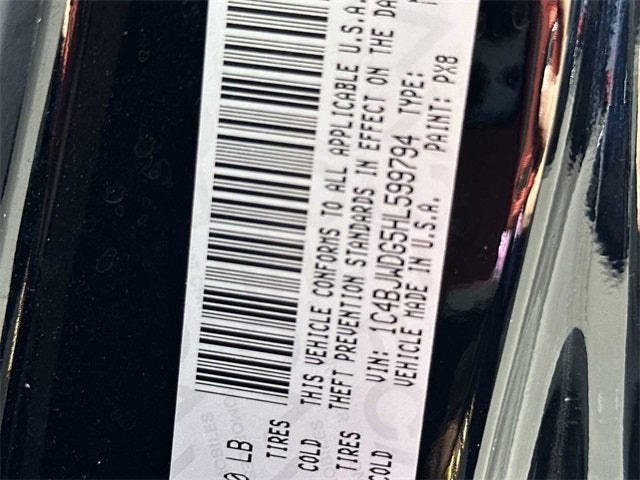 0 LB
TIRES
COLD
TIRES
COLD
THIS VEHICLE CONFORMS TO ALL APPLICABLE U.S.A.
THEFT PREVENTION STANDARDS IN EFFECT ON THE DA
VIN: 1C4BJWDG5HL599794 TYPE:
VEHICLE MADE IN U.S.A. PAINT: PX8